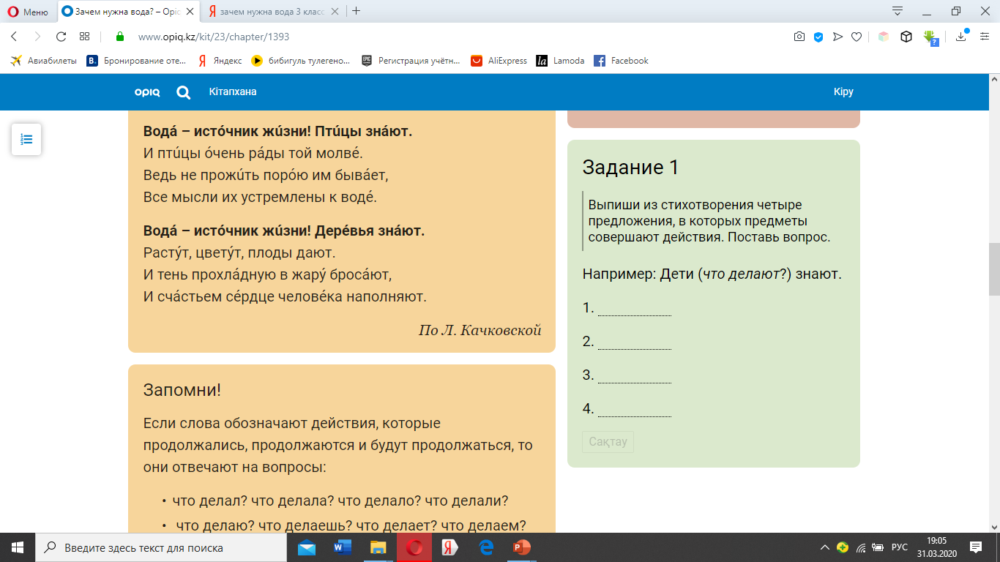 Меню
Зачем нужна вода? – Opiq
зачем нужна вода 3 класс
www.opiq.kz/kit/23/chapter/1393
Авиабилеты
B. Бронирование оте...
Яндекс
бибигуль тулегено...
EPIC GAMES Регистрация учётн...
AliExpress
la Lamoda
Facebook
opiq
Кітапхана
Кіру
Вода́ – исто́чник жи́зни! Пти́цы зна́ют.
И пти́цы о́чень ра́ды той молве́.
Ведь не прожи́ть поро́ю им быва́ет,
Все мысли их устремлены к воде́.
Вода́ – исто́чник жи́зни! Дере́вья зна́ют.
Расту́т, цвету́т, плоды дают.
И тень прохла́дную в жару́ броса́ют,
И сча́стьем се́рдце челове́ка наполняют.
По Л. Качковской
Запомни!
Если слова обозначают действия, которые
продолжались, продолжаются и будут продолжаться, то
они отвечают на вопросы:
• что делал? что делала? что делало? что делали?
• что делаю? что делаешь? что делает? что делаем?
Задание 1
Выпиши из стихотворения четыре
предложения, в которых предметы
совершают действия. Поставь вопрос.
Например: Дети (что делают?) знают.
1.
2.
3.
4.
Сақтау
Введите здесь текст для поиска
РУС
19:05
31.03.2020